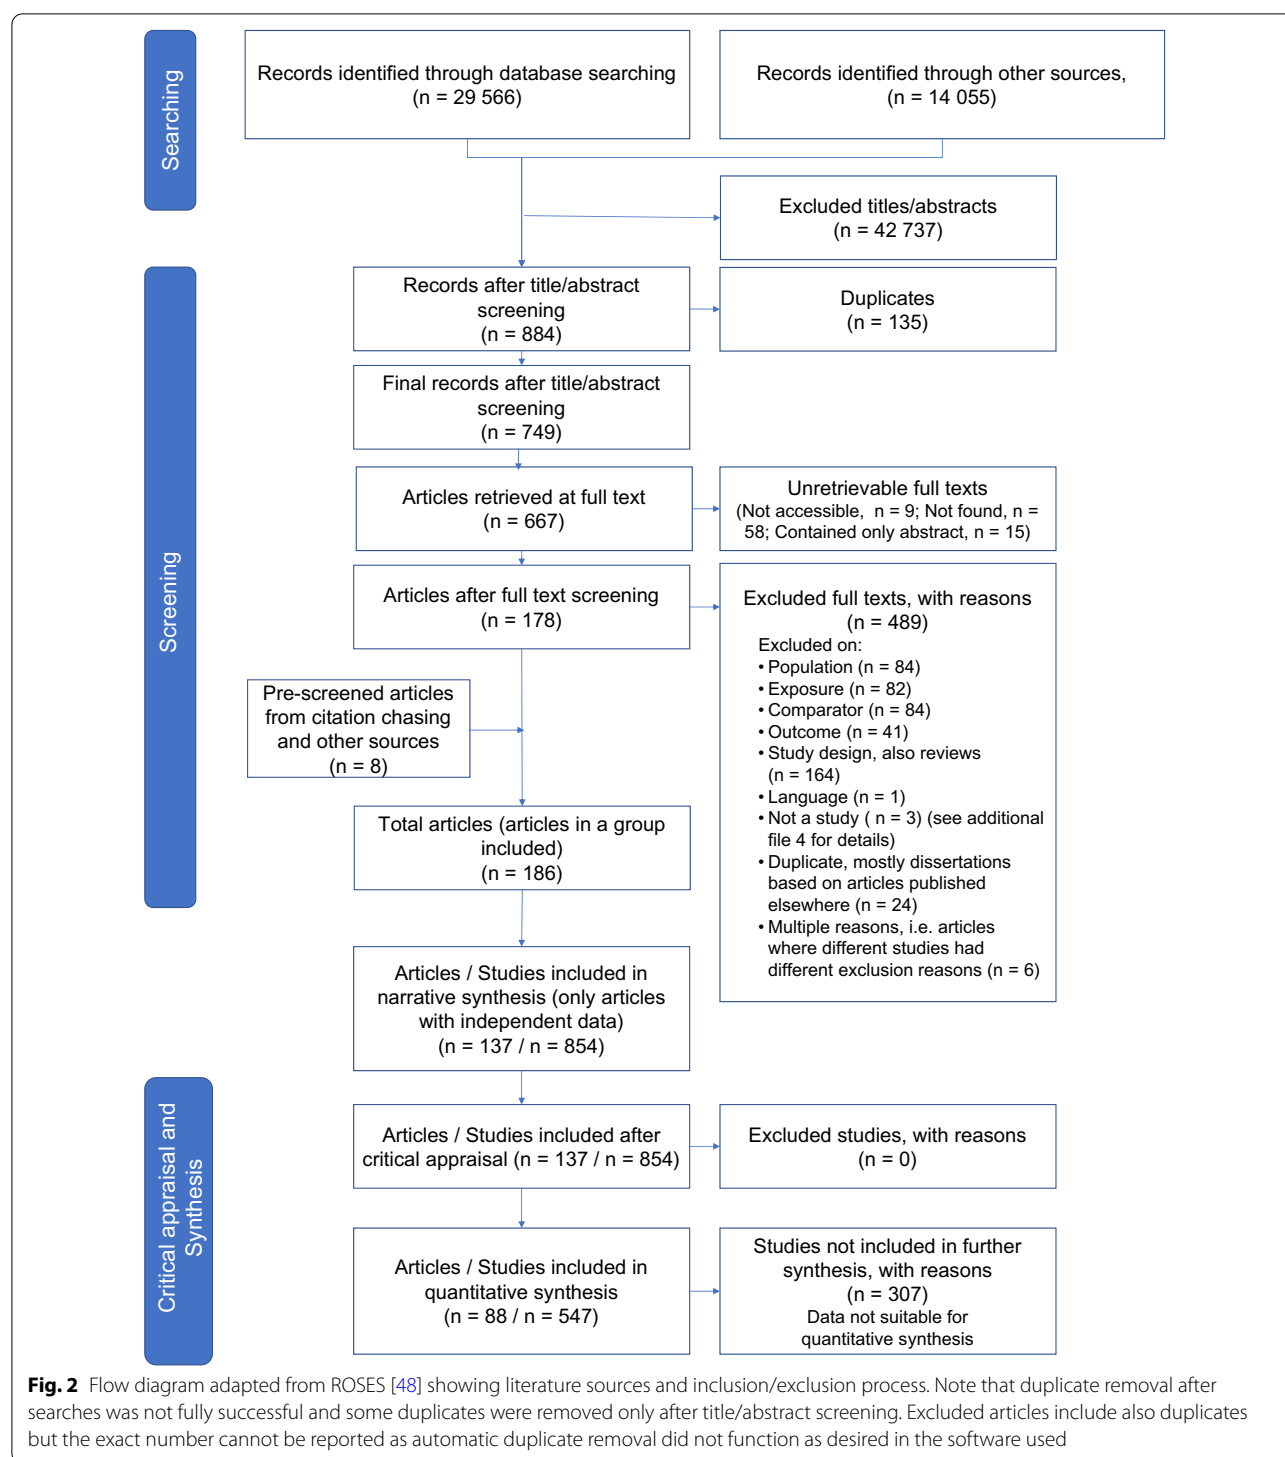 Searching
Records identified through database searching
(n = 29 566)
Records identified through other sources,
(n = 14 055)
Excluded titles/abstracts
(n = 42 737)
Screening
Records after title/abstract
screening
(n = 884)
Duplicates
(n = 135)
Final records after title/abstract
screening
(n = 749)
Articles retrieved at full text
(n = 667)
Unretrievable full texts
(Not accessible, n = 9; Not found, n =
58; Contained only abstract, n = 15)
Articles after full text screening
(n = 178)
Excluded full texts, with reasons
(n = 489)
Excluded on:
• Population (n = 84)
• Exposure (n = 82)
• Comparator (n = 84)
• Outcome (n = 41)
• Study design, also reviews
(n = 164)
• Language (n = 1)
• Not a study ( n = 3) (see additional
file 4 for details)
• Duplicate, mostly dissertations
based on articles published
elsewhere (n = 24)
• Multiple reasons, i.e. articles
where different studies had
different exclusion reasons (n = 6)
Pre-screened articles
from citation chasing
and other sources
(n = 8)
Total articles (articles in a group
included)
(n = 186)
Articles / Studies included in
narrative synthesis (only articles
with independent data)
(n = 137 / n = 854)
Critical appraisal and
Synthesis
Articles / Studies included after
critical appraisal (n = 137 / n = 854)
Excluded studies, with reasons
(n = 0)
Articles / Studies included in
quantitative synthesis
(n = 88 / n = 547)
Studies not included in further
synthesis, with reasons
(n = 307)
Data not suitable for
quantitative synthesis
Fig. 2 Flow diagram adapted from ROSES [48] showing literature sources and inclusion/exclusion process. Note that duplicate removal after
searches was not fully successful and some duplicates were removed only after title/abstract screening. Excluded articles include also duplicates
but the exact number cannot be reported as automatic duplicate removal did not function as desired in the software used